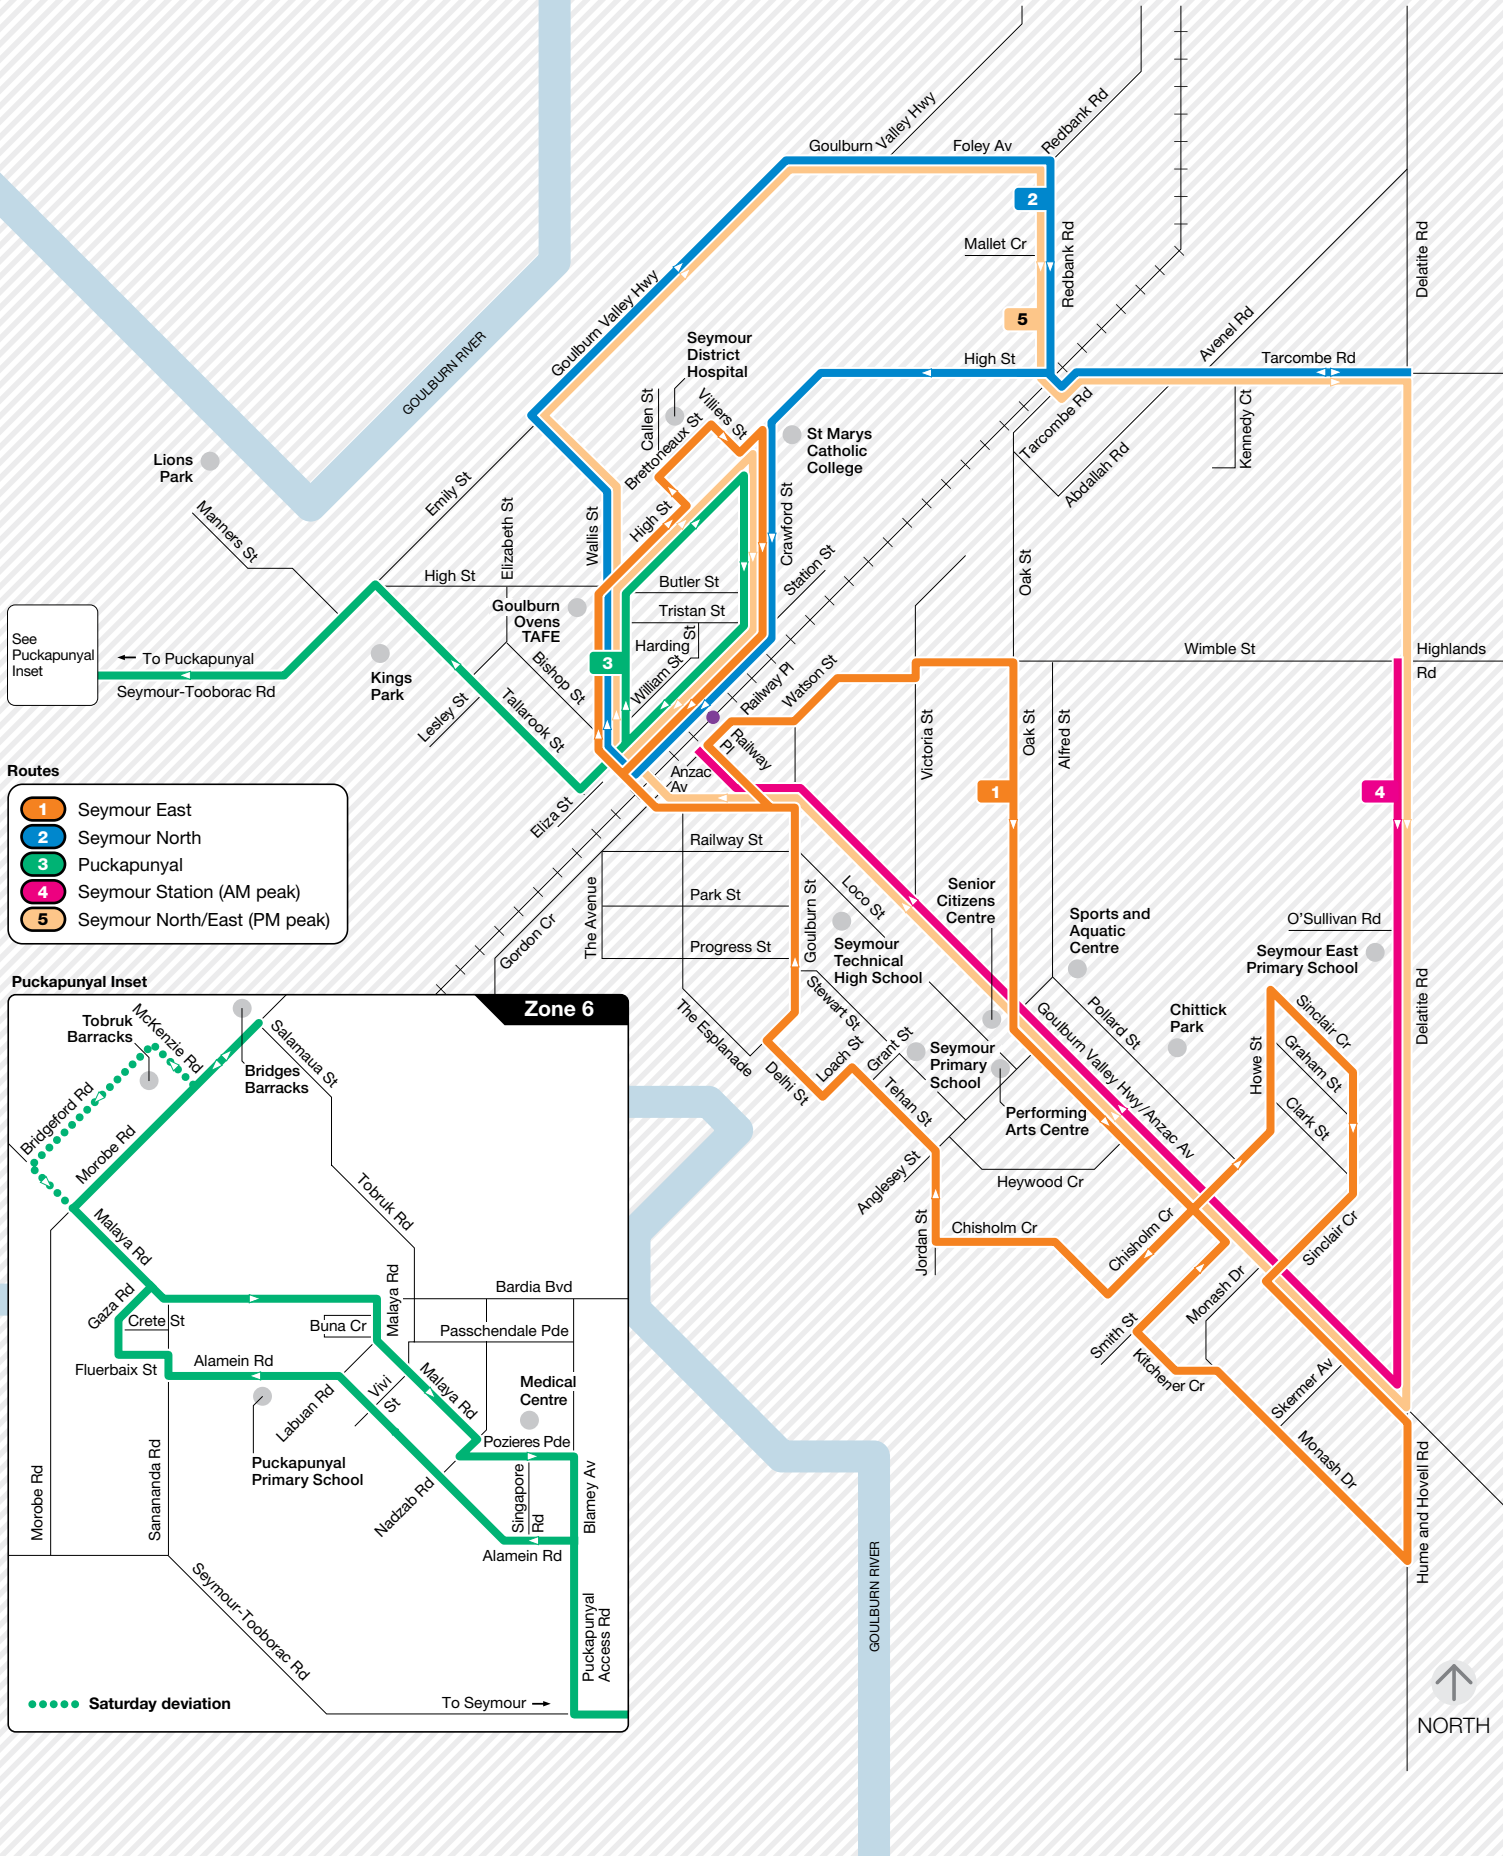 Goulburn Valley Hwy
Foley Av
Redbank Rd
2
Mallet Cr
Redbank Rd
Delatite Rd
5
Goulburn Valley Hwy
GOULBURN RIVER
Seymour
District
Hospital
High St
Avenel Rd
Tarcombe Rd
Callen St
Villiers St
Brettoneaux St
St Marys
Catholic
College
Tarcombe Rd
Abdallah Rd
Kennedy Ct
Lions
Park
Manners St
Emily St
Elizabeth St
Wallis St
High St
Crawford St
Station St
Oak St
High St
Butler St
Tristan St
Harding
St
William St
Goulburn
Ovens
TAFE
3
See
Puckapunyal
Inset
To Puckapunyal
Seymour-Tooborac Rd
Kings
Park
Lesley St
Bishop St
Tallarook St
Railway Pl
Watson St
Wimble St
Highlands
Rd
Railway
Pl
Anzac
Av
Eliza St
Victoria St
Oak St
Alfred St
1
4
Routes
1 Seymour East
2 Seymour North
3 Puckapunyal
4 Seymour Station (AM peak)
5 Seymour North/East (PM peak)
Railway St
Park St
Progress St
The Avenue
Gordon Cr
The Esplanade
Goulburn St
Loco St
Seymour
Technical
High School
Senior
Citizens
Centre
Sports and
Aquatic
Centre
O'Sullivan Rd
Seymour East
Primary School
Delatite Rd
Stewart St
Delhi St
Loach St
Grant St
Tehan St
Seymour
Primary
School
Performing
Arts Centre
Goulburn Valley Hwy/Anzac Av
Pollard St
Chittick
Park
Howe St
Sinclair Cr
Graham St
Clark St
Sinclair Cr
Anglesey St
Heywood Cr
Jordan St
Chisholm Cr
Chisholm Cr
Smith St
Kitchener Cr
Monash Dr
Skermer Av
Monash Dr
Hume and Hovell Rd
GOULBURN RIVER
NORTH
Puckapunyal Inset
Zone 6
Tobruk
Barracks
McKenzie Rd
Bridges
Barracks
Salamaua St
Bridgeford Rd
Morobe Rd
Malaya Rd
Tobruk Rd
Gaza Rd
Crete St
Fluerbaix St
Alamein Rd
Buna Cr
Malaya Rd
Bardia Bvd
Passchendale Pde
Malaya Rd
Vivi
St
Labuan Rd
Medical
Centre
Pozieres Pde
Puckapunyal
Primary School
Morobe Rd
Sanananda Rd
Nadzab Rd
Singapore
Rd
Blamey Av
Alamein Rd
Seymour-Tooborac Rd
Puckapunyal
Access Rd
Saturday deviation
To Seymour